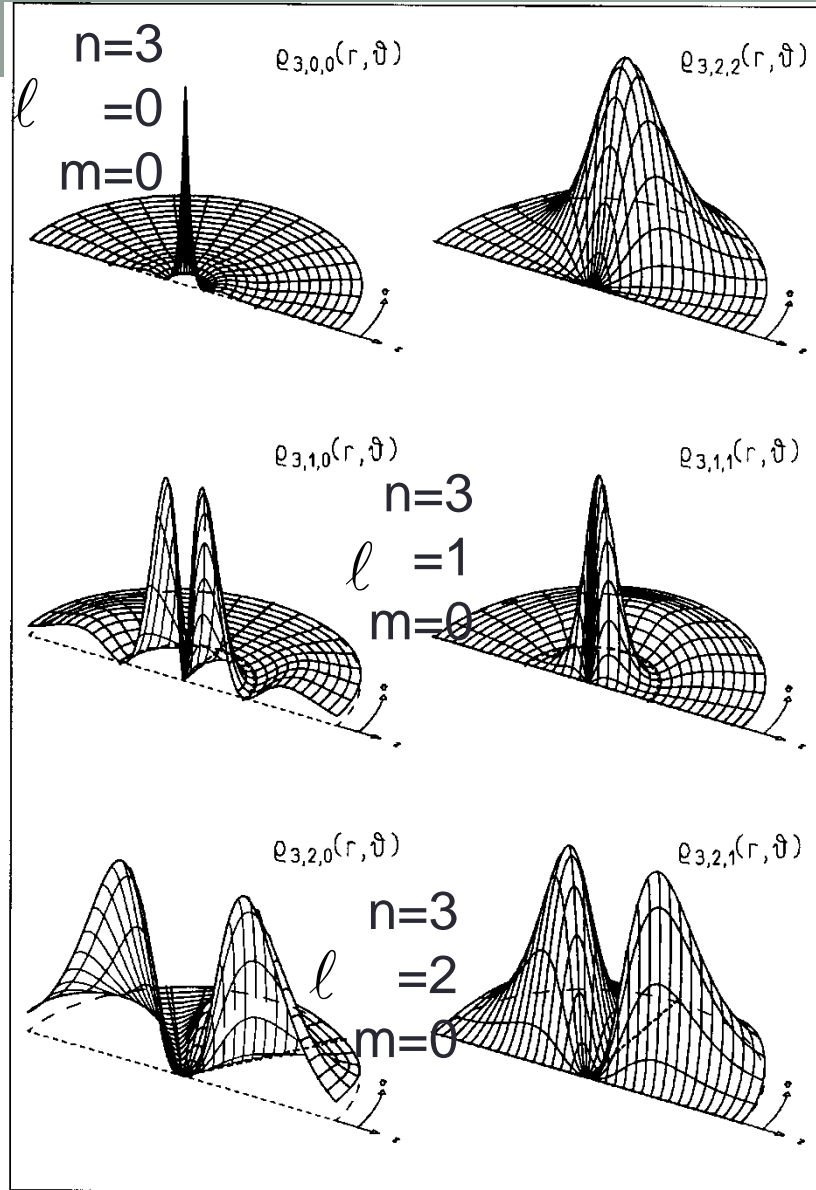 n=3
ℓ =0
m=0
ϱ3,0,0(r,ϑ)
ϱ3,2,2(r,ϑ)
ϱ3,1,0(r,ϑ)
ϱ3,1,1(r,ϑ)
n=3
ℓ =1
m=0
ϱ3,2,0(r,ϑ)
ϱ3,2,1(r,ϑ)
n=3
ℓ =2
m=0